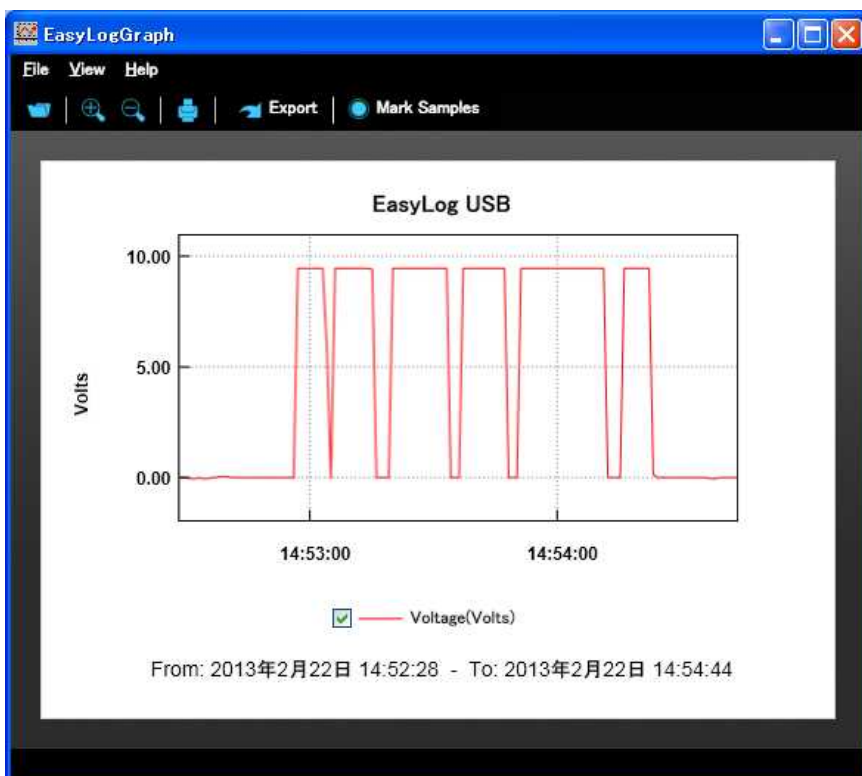 EasyLogGraph
File View Help
Export Mark Samples
EasyLog USB
10.00
5.00
0.00
Volts
14:53:00 14:54:00
Voltage(Volts)
From: 2013年2月22日 14:52:28 - To: 2013年2月22日 14:54:44